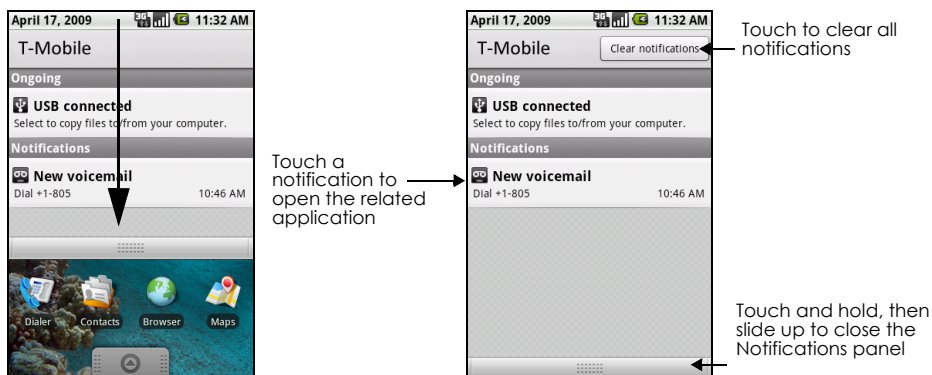 April 17, 2009 3G 11:32 AM
T-Mobile
Ongoing
USB connected
Select to copy files to/from your computer.
Notifications
New voicemail
Dial +1-805 10:46 AM
Dialer Contacts Browser Maps
Touch a
notification to
open the related
application
April 17, 2009 3G 11:32 AM
T-Mobile Clear notifications
Ongoing
USB connected
Select to copy files to/from your computer.
Notifications
New voicemail
Dial +1-805 10:46 AM
Touch to clear all
notifications
Touch and hold, then
slide up to close the
Notifications panel